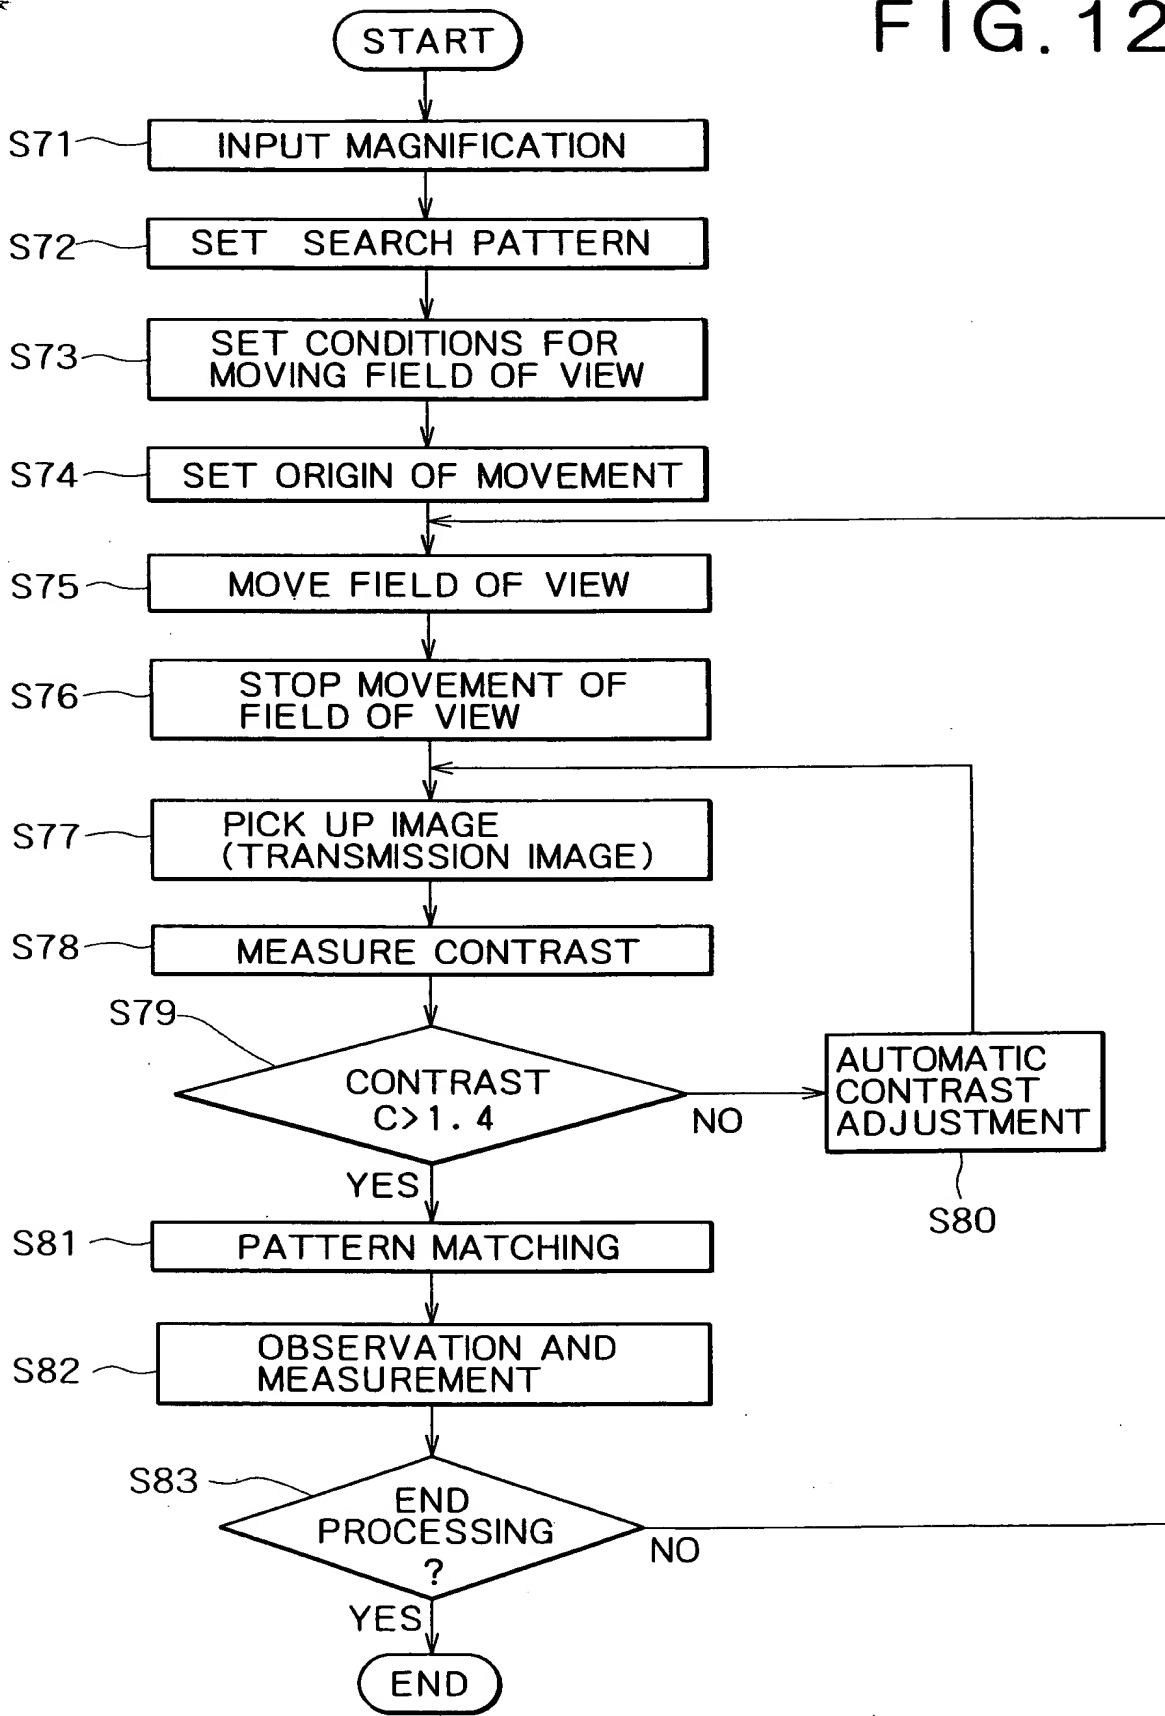 FIG. 12
START
S71
INPUT MAGNIFICATION
S72
SET SEARCH PATTERN
S73
SET CONDITIONS FOR
MOVING FIELD OF VIEW
S74
SET ORIGIN OF MOVEMENT
S75
MOVE FIELD OF VIEW
S76
STOP MOVEMENT OF
FIELD OF VIEW
S77
PICK UP IMAGE
(TRANSMISSION IMAGE)
S78
MEASURE CONTRAST
S79
CONTRAST
C>1.4
NO
AUTOMATIC
CONTRAST
ADJUSTMENT
S80
YES
S81
PATTERN MATCHING
S82
OBSERVATION AND
MEASUREMENT
S83
END
PROCESSING
?
NO
YES
END